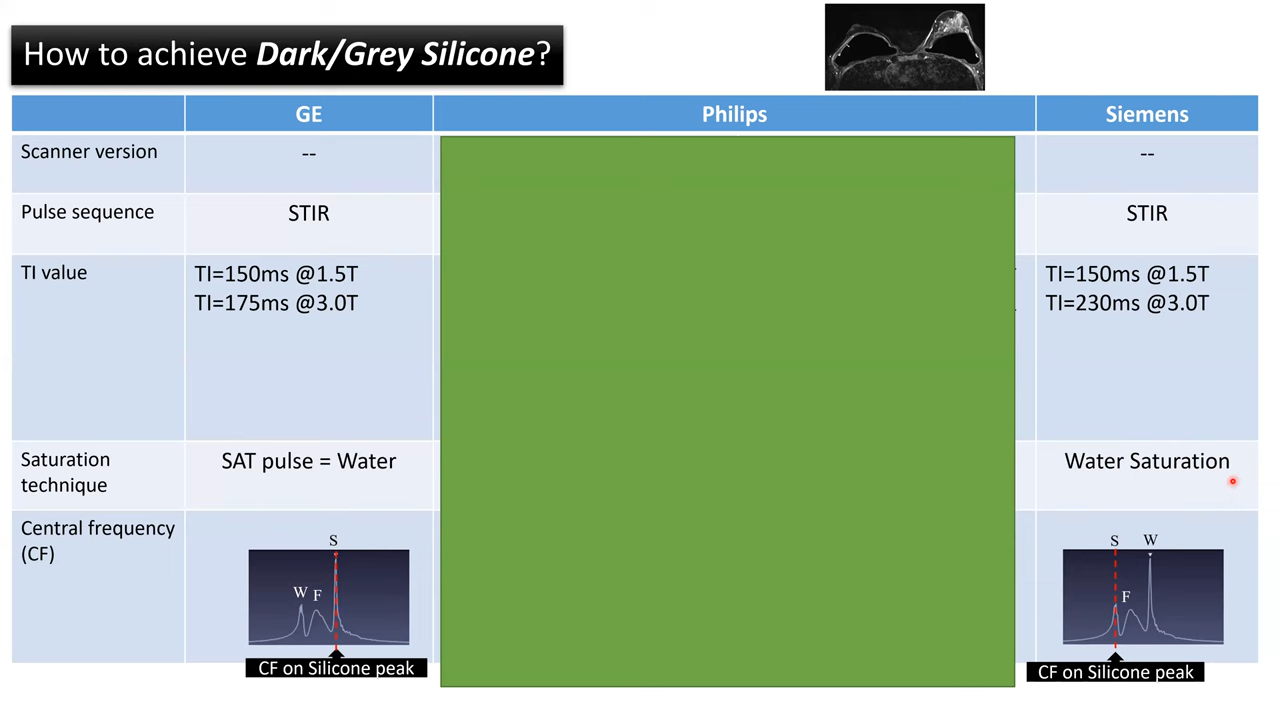 How to achieve Dark/Grey Silicone?
GE
Philips
Siemens
Scanner version
--
--
Pulse sequence
STIR
STIR
TI value
TI=150ms @1.5T
TI=175ms @3.0T
TI=150ms @1.5T
TI=230ms @3.0T
Saturation
technique
SAT pulse = Water
Water Saturation
Central frequency
(CF)
S
W F
CF on Silicone peak
S W
F
CF on Silicone peak